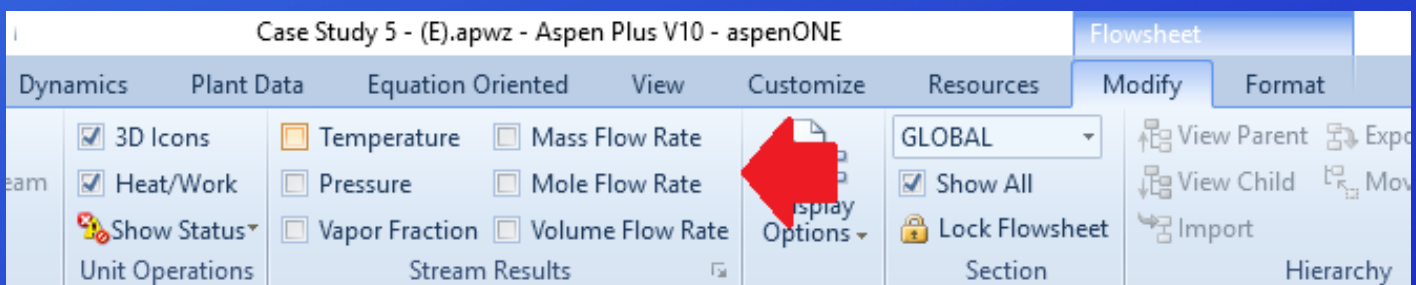 Case Study 5 - (E).apwz - Aspen Plus V10 - aspenONE
Flowsheet
Dynamics Plant Data Equation Oriented View Customize Resources Modify Format
3D Icons Temperature Mass Flow Rate GLOBAL View Parent
Heat/Work Pressure Mole Flow Rate Show All View Child
Show Status Vapor Fraction Volume Flow Rate Options Lock Flowsheet Import
Unit Operations Stream Results Section Hierarchy